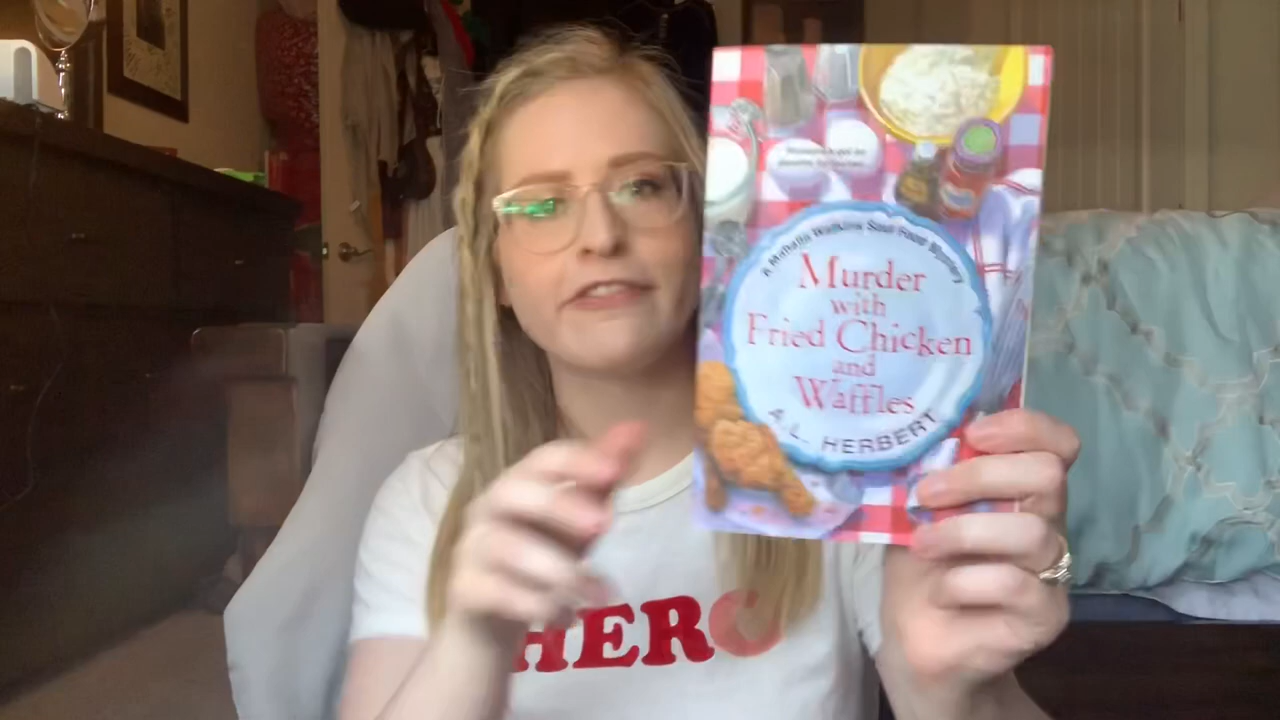 A Mahalia Watkins Soul Food Mystery
Murder
with
Fried Chicken
and
Waffles
A.L. HERBERT
HERO